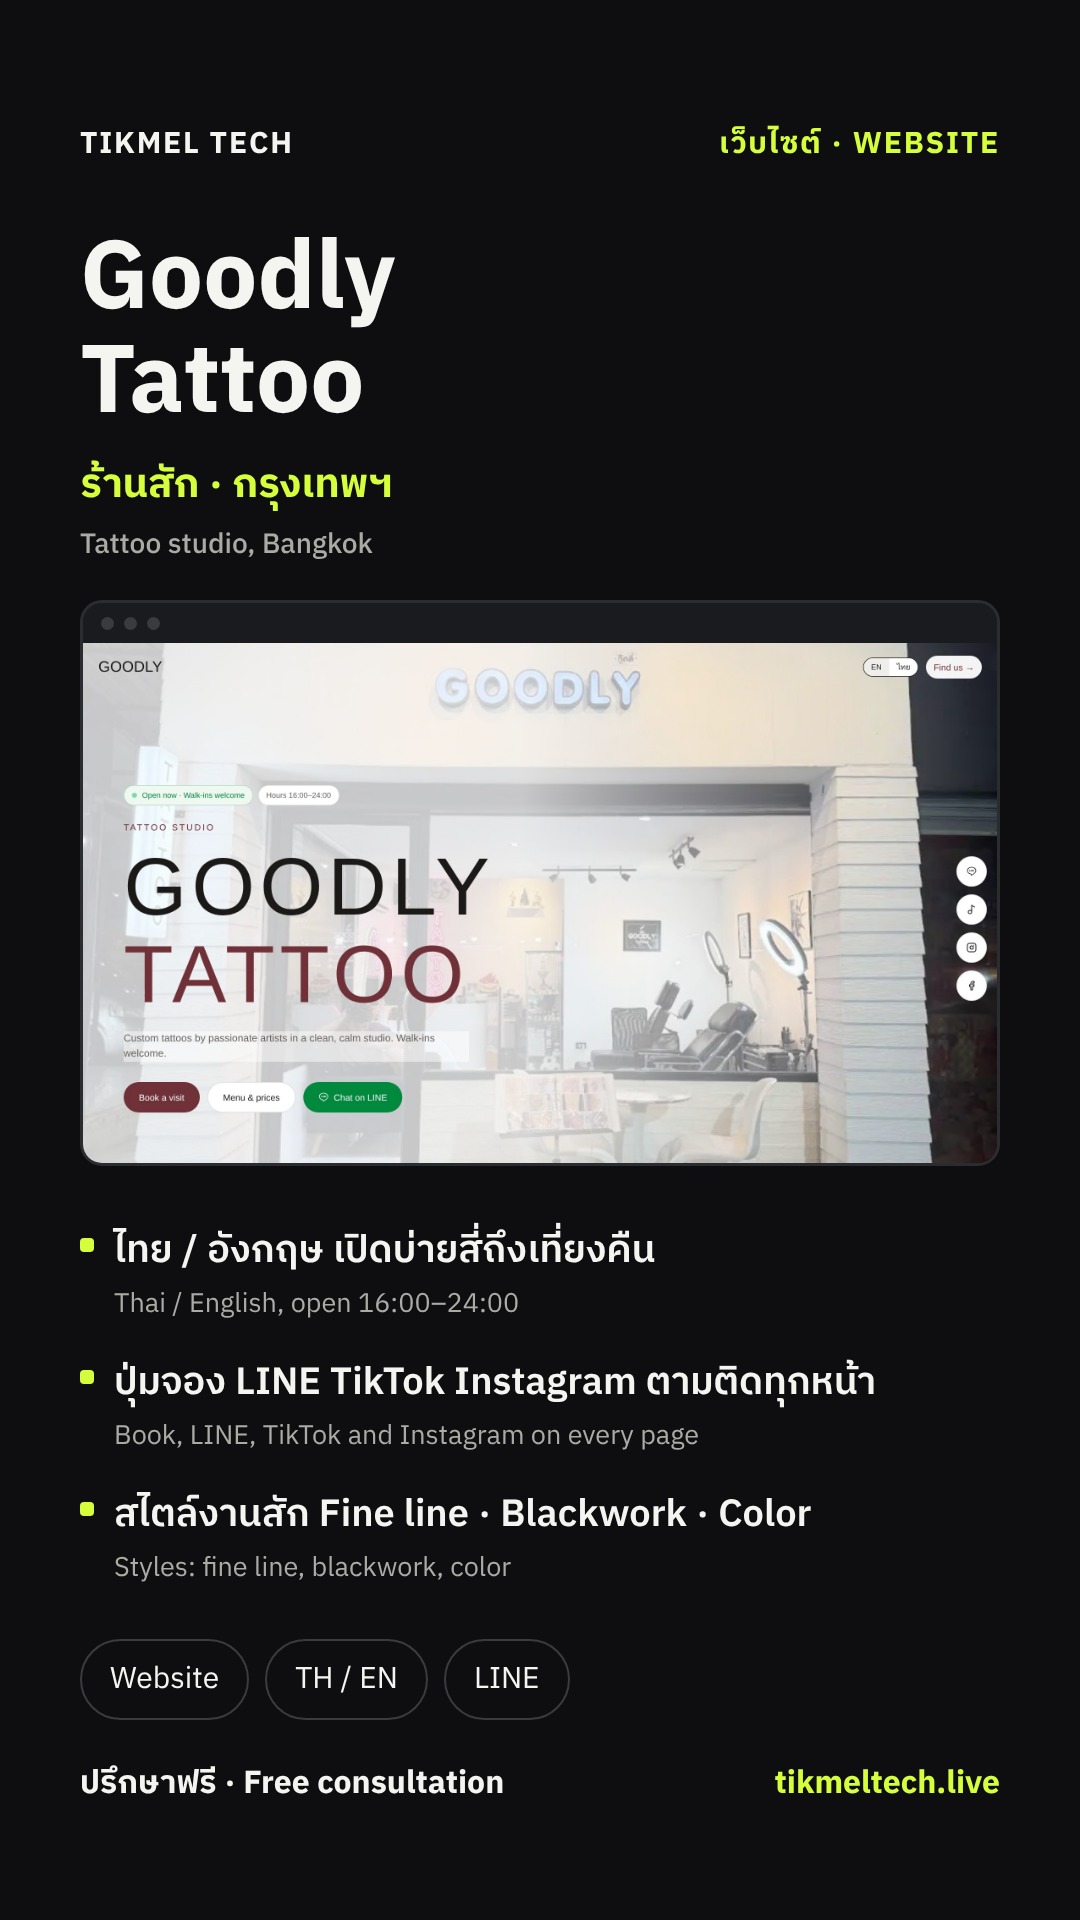 TIKMEL TECH
เว็บไซต์ · WEBSITE
Goodly
Tattoo
ร้านสัก · กรุงเทพฯ
Tattoo studio, Bangkok
GOODLY
GOODLY
EN ไทย
Find us →
Open now · Walk-ins welcome
Hours 16:00–24:00
TATTOO STUDIO
GOODLY
TATTOO
GOODLY
Custom tattoos by passionate artists in a clean, calm studio. Walk-ins
welcome.
Book a visit
Menu & prices
Chat on LINE
ไทย / อังกฤษ เปิดบ่ายสี่ถึงเที่ยงคืน
Thai / English, open 16:00–24:00
ปุ่มจอง LINE TikTok Instagram ตามติดทุกหน้า
Book, LINE, TikTok and Instagram on every page
สไตล์งานสัก Fine line · Blackwork · Color
Styles: fine line, blackwork, color
Website
TH / EN
LINE
ปรึกษาฟรี · Free consultation
tikmeltech.live